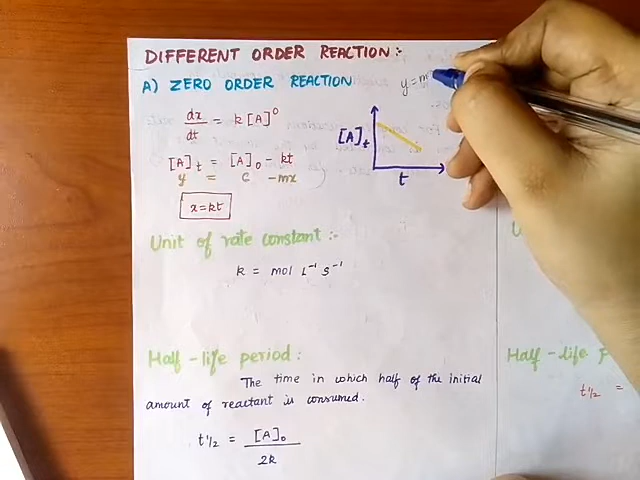 DIFFERENT ORDER REACTION :-
A) ZERO ORDER REACTION
y = m
dx/dt = k [A]⁰
[A]t
t
[A]t = [A]₀ - kt
y = c - mx
x = kt
Unit of rate constant :-
k = mol L⁻¹ s⁻¹
Half-life period :
Half-life
The time in which half of the initial
t½ =
amount of reactant is consumed.
t½ = [A]₀/2k